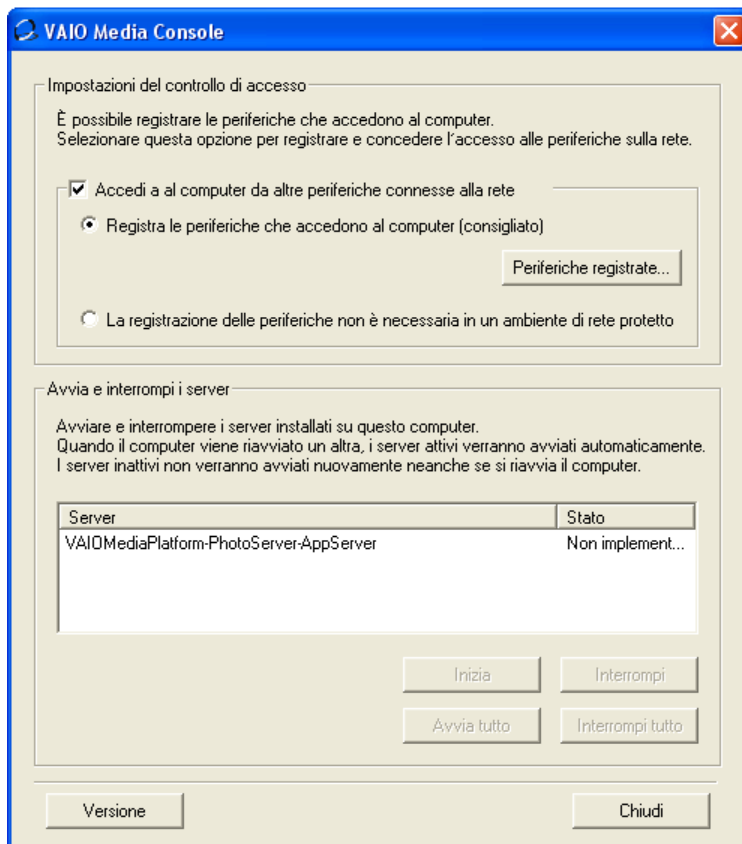 VAIO Media Console
Impostazioni del controllo di accesso
È possibile registrare le periferiche che accedono al computer.
Selezionare questa opzione per registrare e concedere l'accesso alle periferiche sulla rete.
Accedi a al computer da altre periferiche connesse alla rete
Registra le periferiche che accedono al computer (consigliato)
Periferiche registrate...
La registrazione delle periferiche non è necessaria in un ambiente di rete protetto
Avvia e interrompi i server
Avviare e interrompere i server installati su questo computer.
Quando il computer viene riavviato un altra, i server attivi verranno avviati automaticamente.
I server inattivi non verranno avviati nuovamente neanche se si riavvia il computer.
Server Stato
VAIOMediaPlatform-PhotoServer-AppServer Non implement...
Inizia Interrompi
Avvia tutto Interrompi tutto
Versione Chiudi